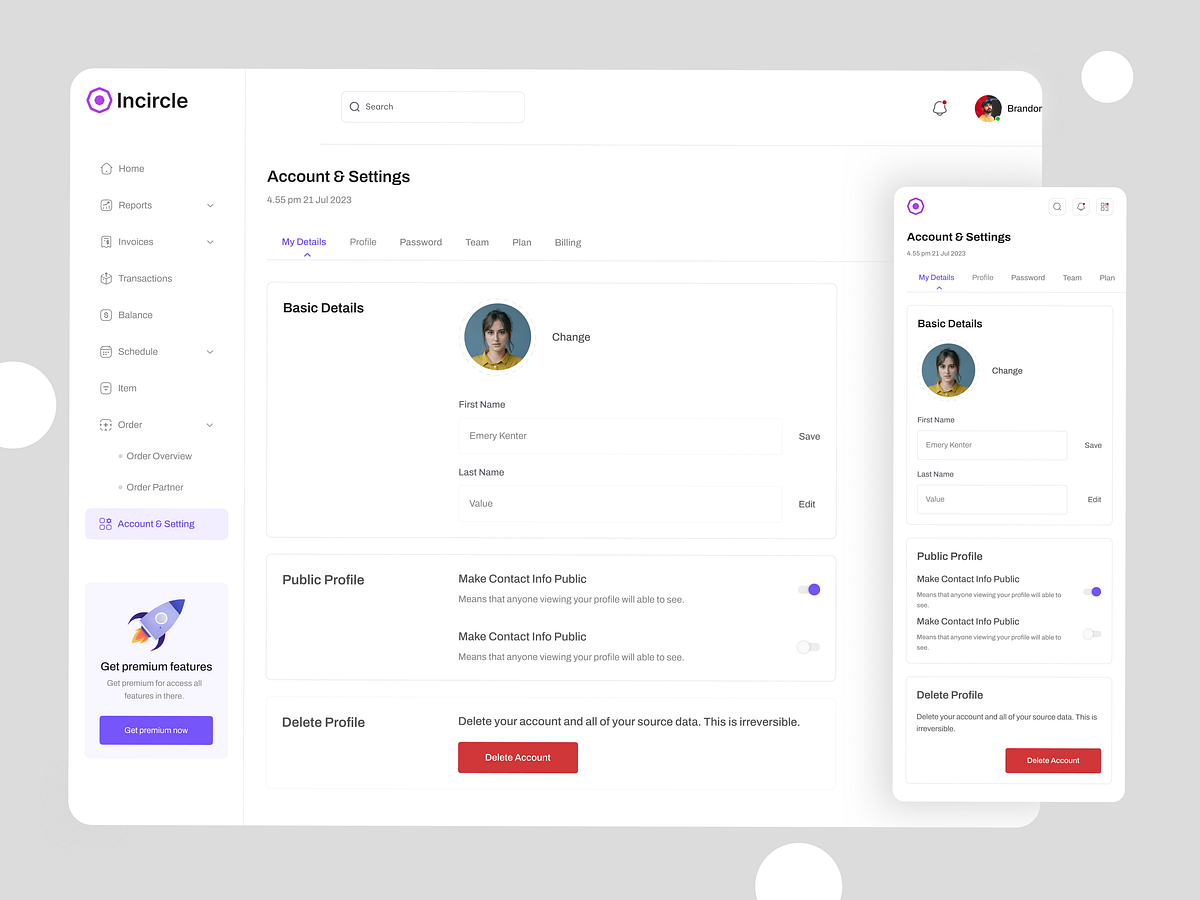 Incircle
Search
Brandon
Home
Reports
Invoices
Transactions
Balance
Schedule
Item
Order
Order Overview
Order Partner
Account & Setting
Get premium features
Get premium for access all
features in there.
Get premium now
Account & Settings
4.55 pm 21 Jul 2023
My Details Profile Password Team Plan Billing
Basic Details
Change
First Name
Emery Kenter
Save
Last Name
Value
Edit
Public Profile
Make Contact Info Public
Means that anyone viewing your profile will able to see.
Make Contact Info Public
Means that anyone viewing your profile will able to see.
Delete Profile
Delete your account and all of your source data. This is irreversible.
Delete Account
Account & Settings
4.55 pm 21 Jul 2023
My Details Profile Password Team Plan
Basic Details
Change
First Name
Emery Kenter
Save
Last Name
Value
Edit
Public Profile
Make Contact Info Public
Means that anyone viewing your profile will able to
see.
Make Contact Info Public
Means that anyone viewing your profile will able to
see.
Delete Profile
Delete your account and all of your source data. This is
irreversible.
Delete Account